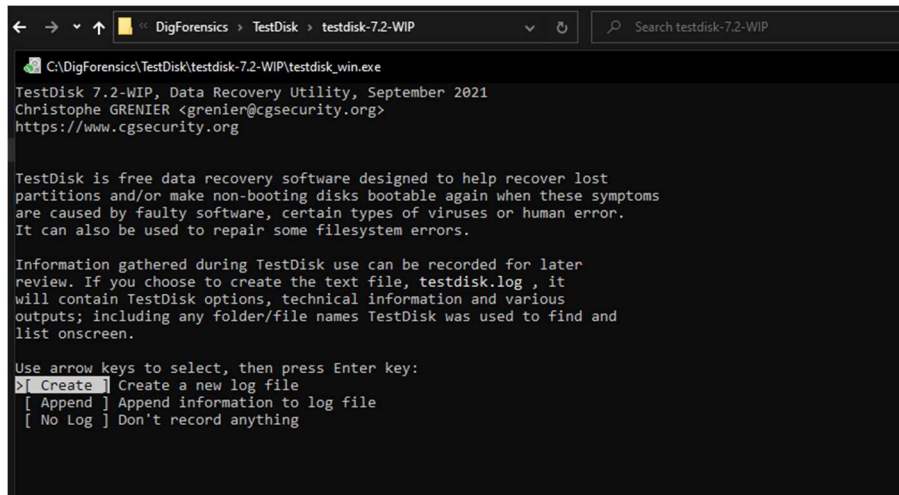 « DigForensics › TestDisk › testdisk-7.2-WIP
Search testdisk-7.2-WIP
C:\DigForensics\TestDisk\testdisk-7.2-WIP\testdisk_win.exe
TestDisk 7.2-WIP, Data Recovery Utility, September 2021
Christophe GRENIER <grenier@cgsecurity.org>
https://www.cgsecurity.org
TestDisk is free data recovery software designed to help recover lost
partitions and/or make non-booting disks bootable again when these symptoms
are caused by faulty software, certain types of viruses or human error.
It can also be used to repair some filesystem errors.
Information gathered during TestDisk use can be recorded for later
review. If you choose to create the text file, testdisk.log , it
will contain TestDisk options, technical information and various
outputs; including any folder/file names TestDisk was used to find and
list onscreen.
Use arrow keys to select, then press Enter key:
>[ Create ] Create a new log file
[ Append ] Append information to log file
[ No Log ] Don't record anything